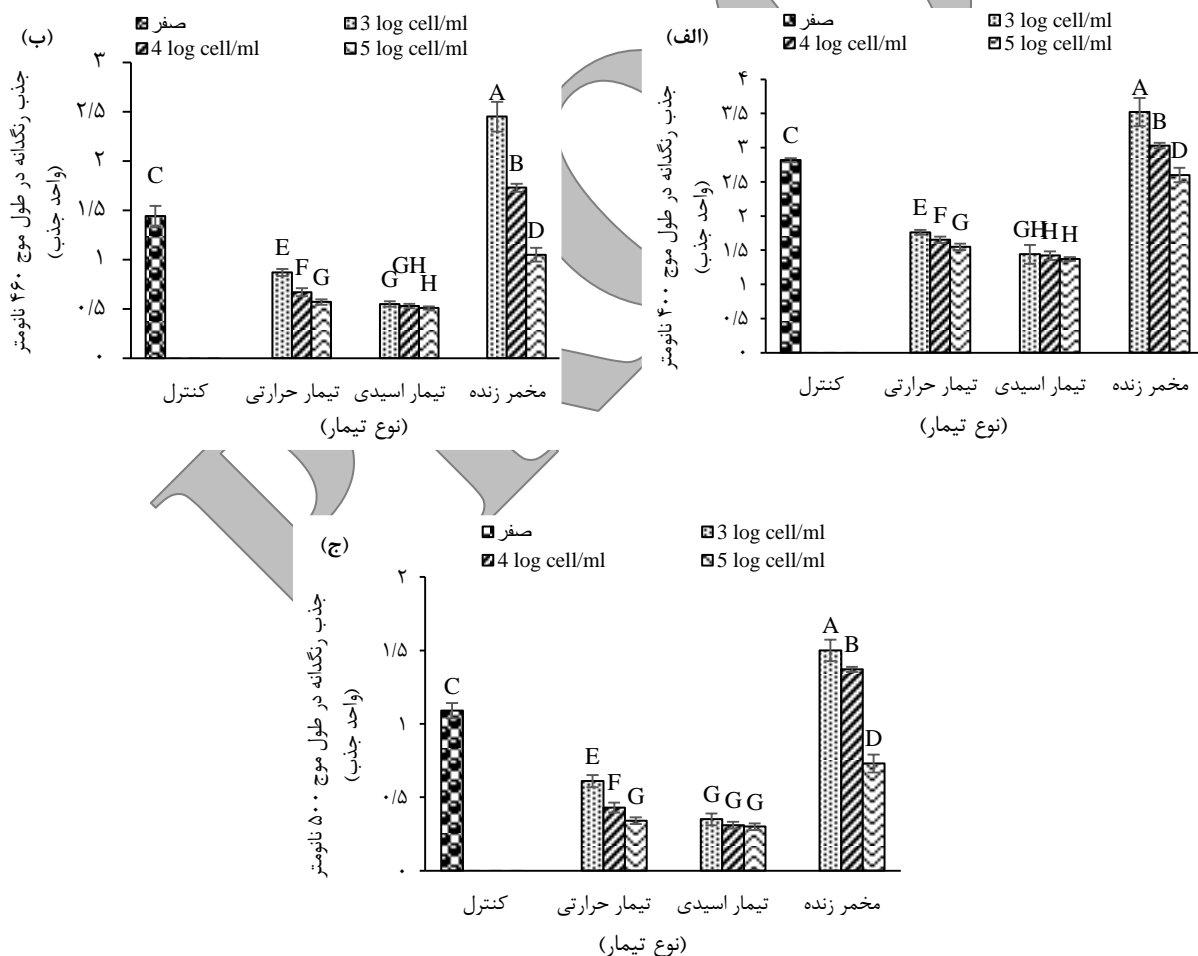 (الف)
صفر
3 log cell/ml
4 log cell/ml
5 log cell/ml
جذب رنگدانه در طول موج ۴۰۰ نانومتر
(واحد جذب)
۴
۳/۵
۳
۲/۵
۲
۱/۵
۱
۰/۵
۰
C
E
F
G
GH
H
H
A
B
D
کنترل
تیمار حرارتی
تیمار اسیدی
مخمر زنده
(نوع تیمار)
(ب)
صفر
3 log cell/ml
4 log cell/ml
5 log cell/ml
جذب رنگدانه در طول موج ۴۶۰ نانومتر
(واحد جذب)
۳
۲/۵
۲
۱/۵
۱
۰/۵
۰
C
E
F
G
G
GH
H
A
B
D
کنترل
تیمار حرارتی
تیمار اسیدی
مخمر زنده
(نوع تیمار)
(ج)
صفر
3 log cell/ml
4 log cell/ml
5 log cell/ml
جذب رنگدانه در طول موج ۵۰۰ نانومتر
(واحد جذب)
۲
۱/۵
۱
۰/۵
۰
C
E
F
G
G
G
G
A
B
D
کنترل
تیمار حرارتی
تیمار اسیدی
مخمر زنده
(نوع تیمار)